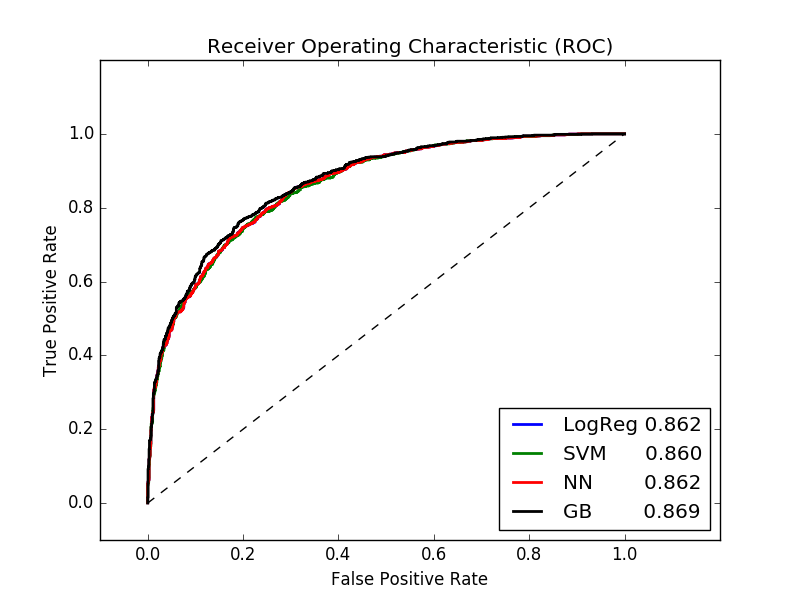 Receiver Operating Characteristic (ROC)
True Positive Rate
1.0
0.8
0.6
0.4
0.2
0.0
LogReg 0.862
SVM 0.860
NN 0.862
GB 0.869
0.0 0.2 0.4 0.6 0.8 1.0
False Positive Rate